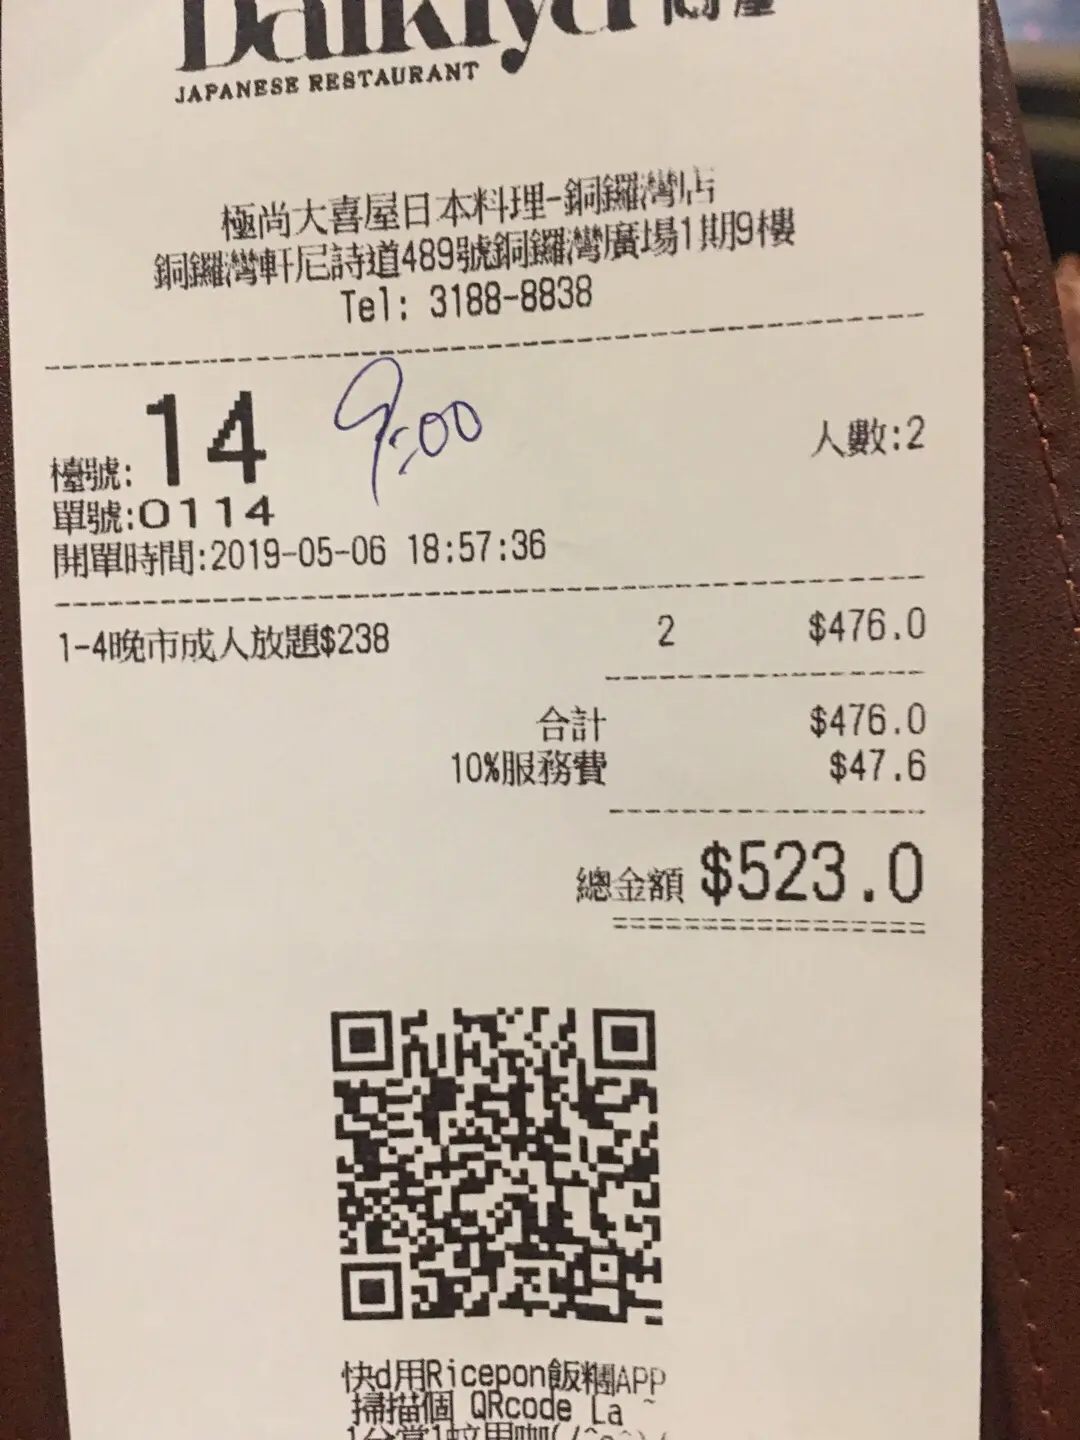 Daikiya
JAPANESE RESTAURANT
極尚大喜屋日本料理-銅鑼灣店
銅鑼灣軒尼詩道489號銅鑼灣廣場1期9樓
Tel: 3188-8838
檯號: 14 9:00 人數:2
單號:0114
開單時間:2019-05-06 18:57:36
1-4晚市成人放題$238 2 $476.0
合計 $476.0
10%服務費 $47.6
總金額 $523.0
快d用Ricepon飯糰APP
掃描個 QRcode La ~